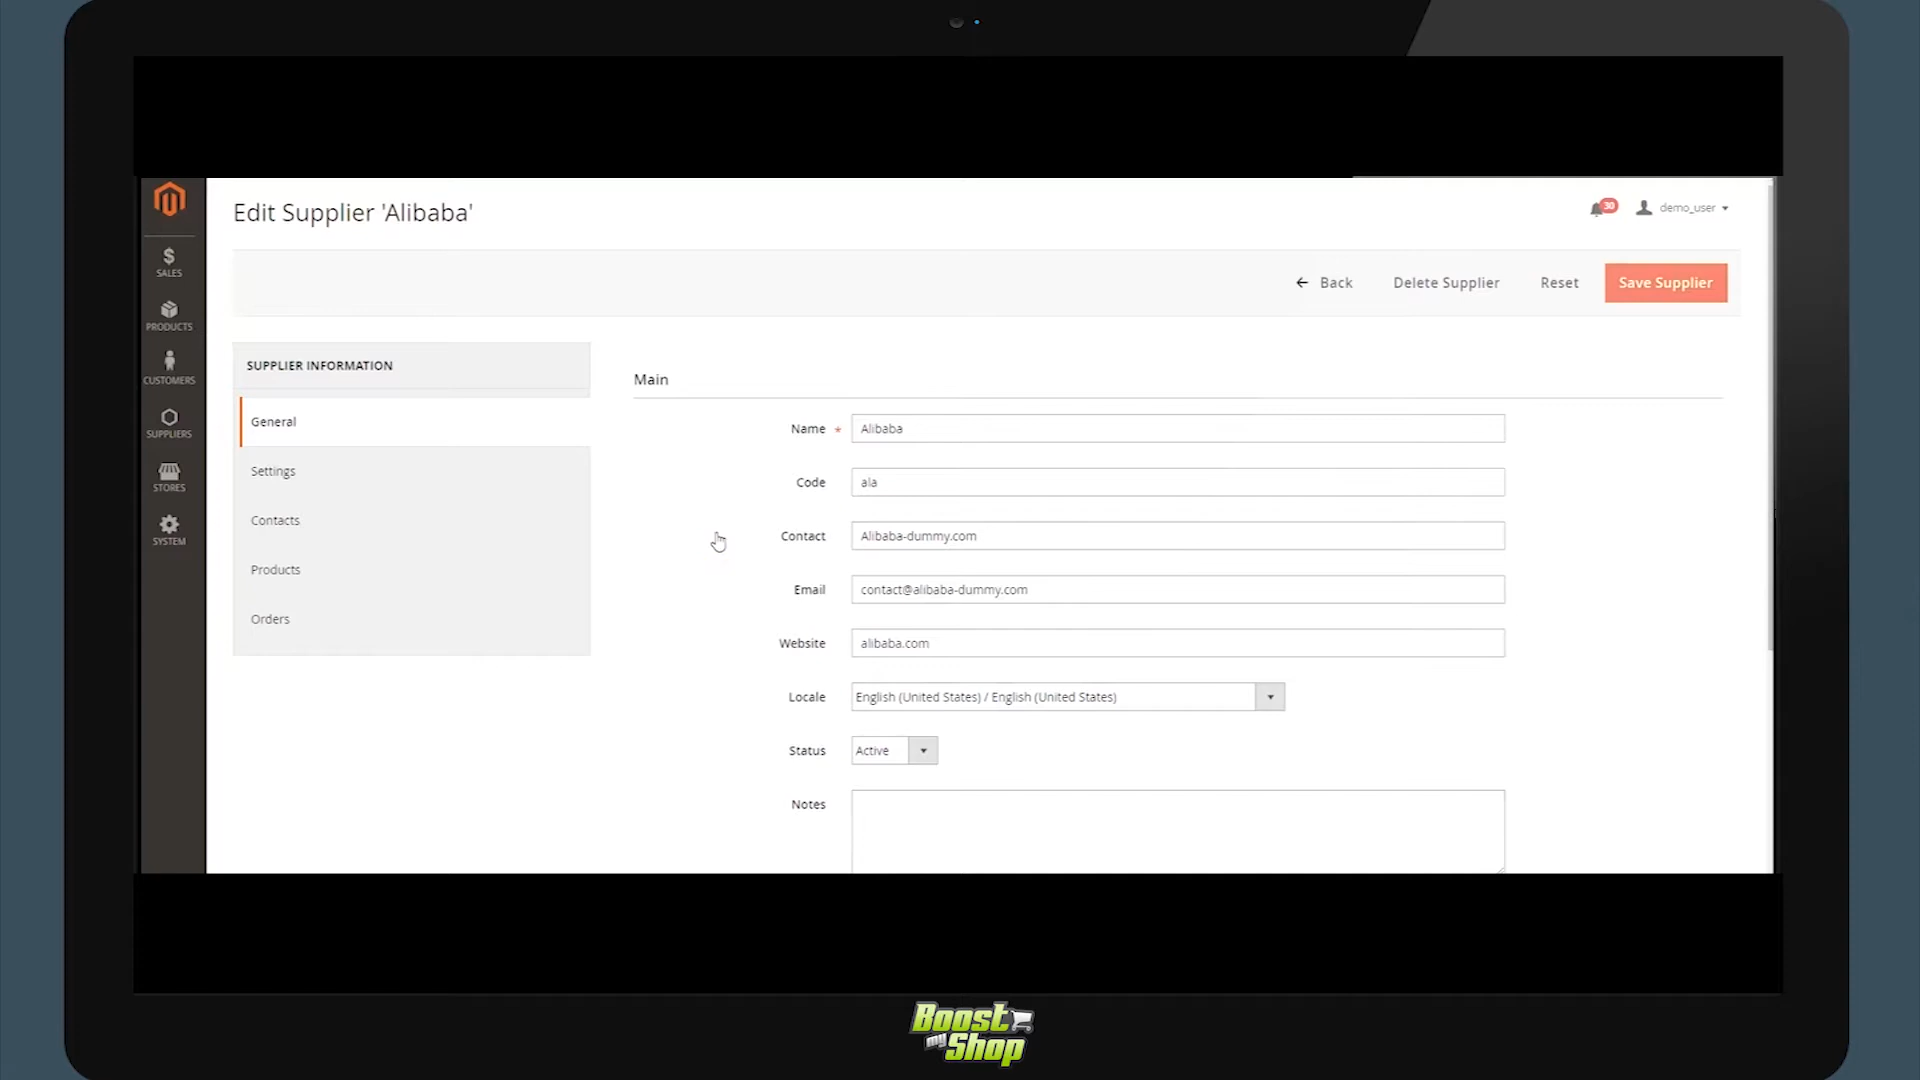 Edit Supplier 'Alibaba'
30
demo_user
SALES
PRODUCTS
CUSTOMERS
SUPPLIERS
STORES
SYSTEM
Back
Delete Supplier
Reset
Save Supplier
SUPPLIER INFORMATION
General
Settings
Contacts
Products
Orders
Main
Name * Alibaba
Code ala
Contact Alibaba-dummy.com
Email contact@alibaba-dummy.com
Website alibaba.com
Locale English (United States) / English (United States)
Status Active
Notes
Boost
my Shop